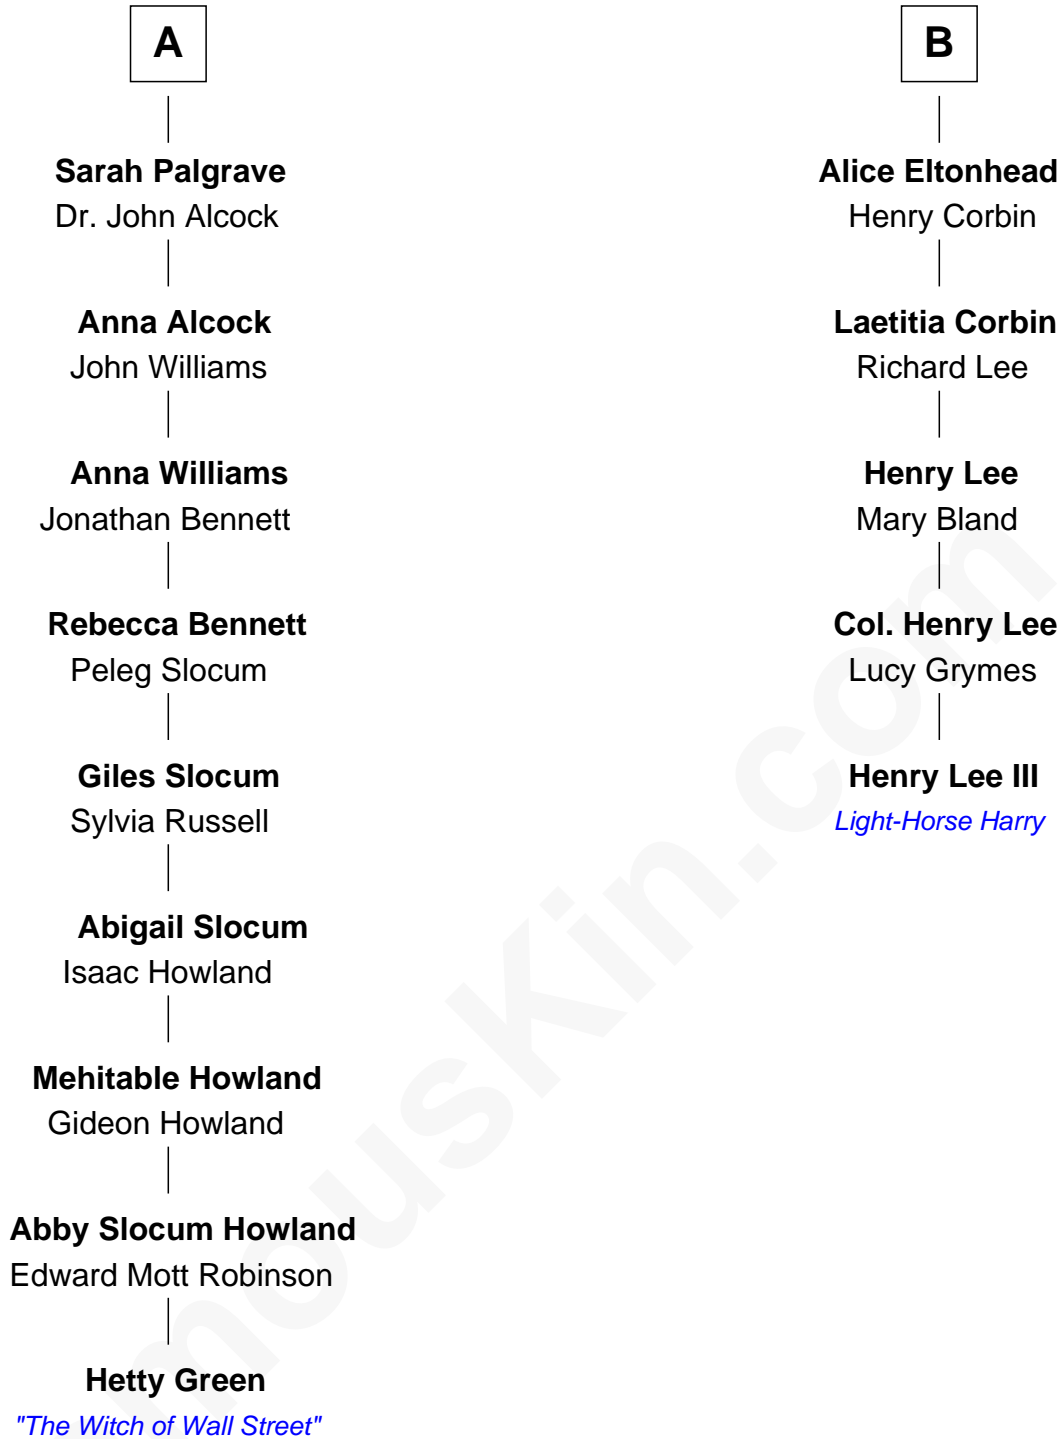 A
Sarah Palgrave
Dr. John Alcock
Anna Alcock
John Williams
Anna Williams
Jonathan Bennett
Rebecca Bennett
Peleg Slocum
Giles Slocum
Sylvia Russell
Abigail Slocum
Isaac Howland
Mehitable Howland
Gideon Howland
Abby Slocum Howland
Edward Mott Robinson
Hetty Green
"The Witch of Wall Street"
B
Alice Eltonhead
Henry Corbin
Laetitia Corbin
Richard Lee
Henry Lee
Mary Bland
Col. Henry Lee
Lucy Grymes
Henry Lee III
Light-Horse Harry
mousKin.com